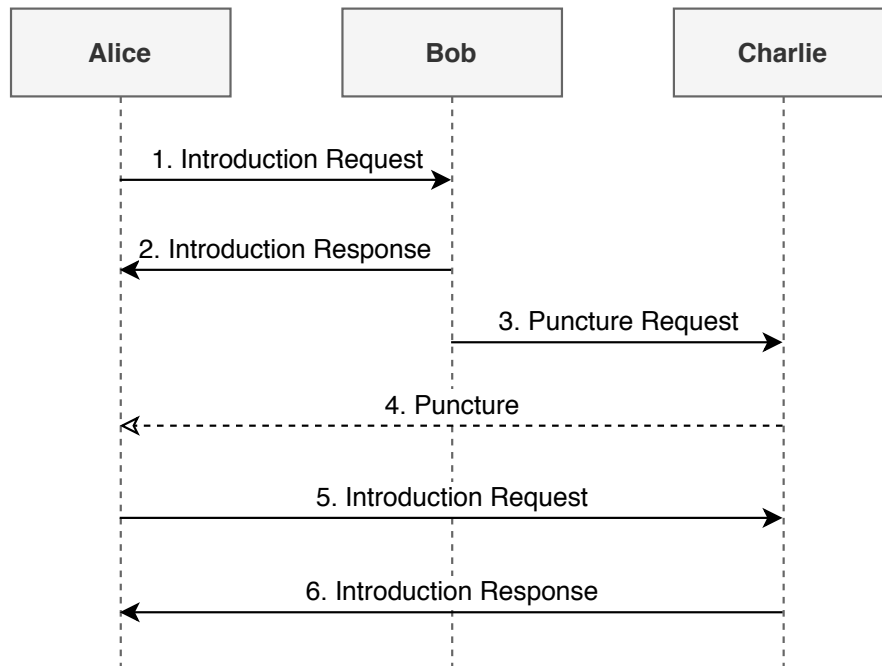 Alice
Bob
Charlie
1. Introduction Request
2. Introduction Response
3. Puncture Request
4. Puncture
5. Introduction Request
6. Introduction Response